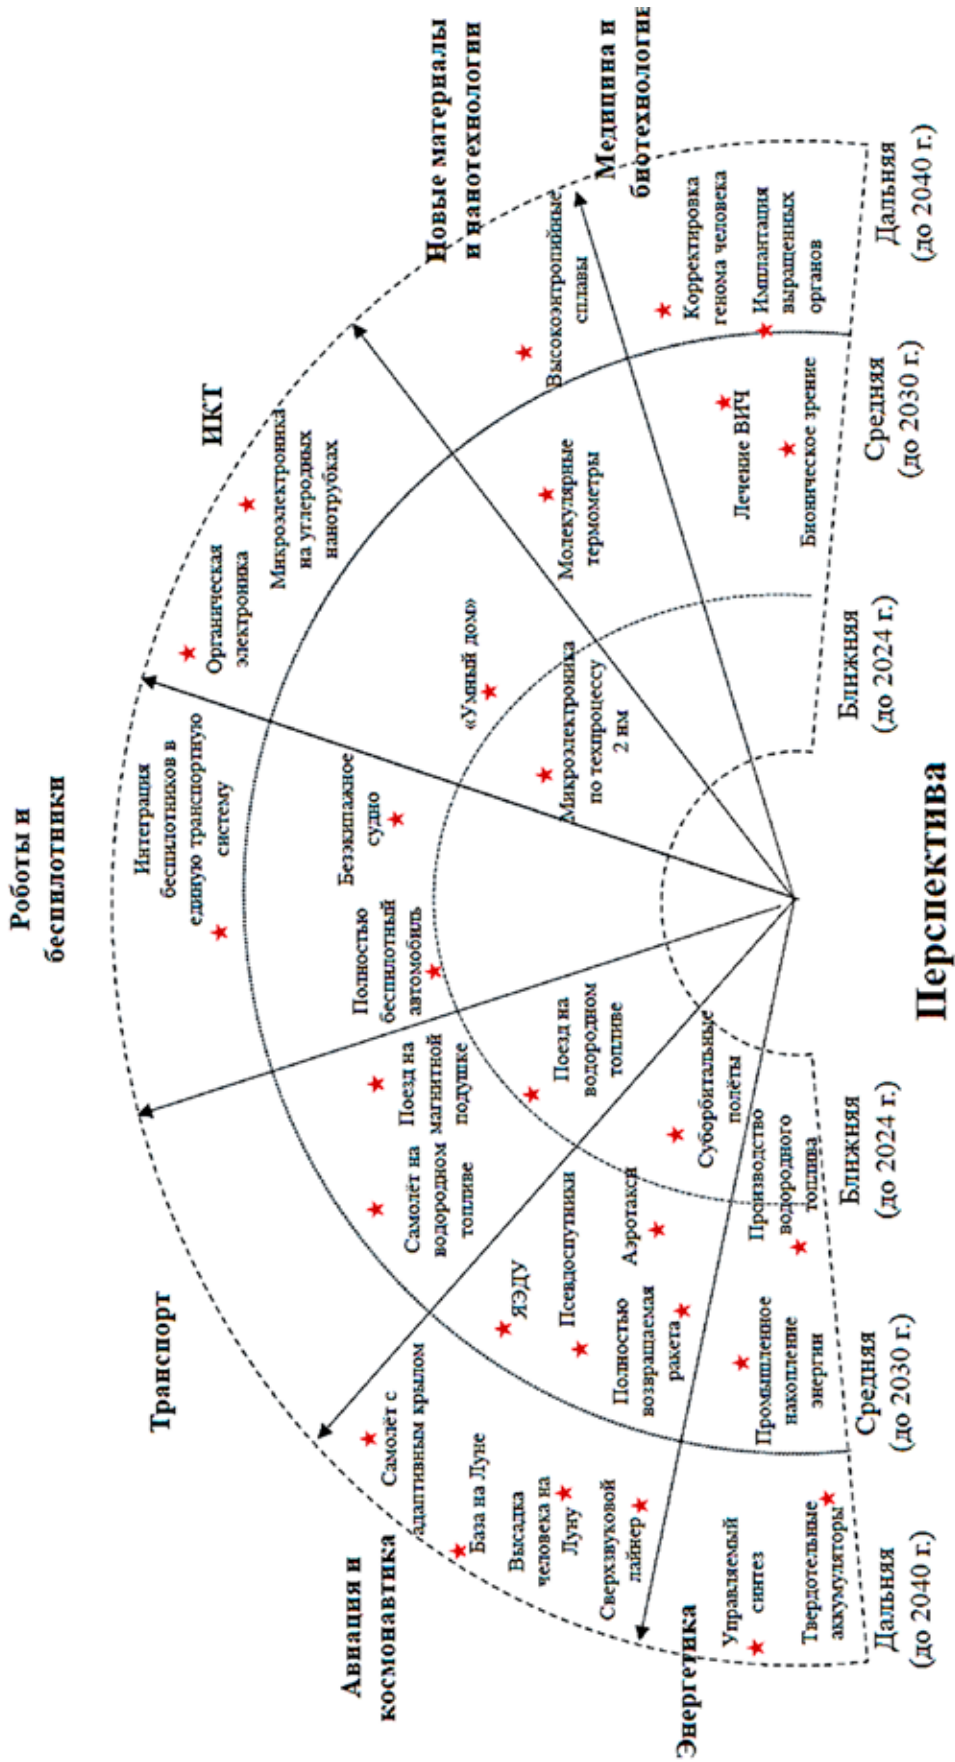 Роботы и
беспилотники
Транспорт
ИКТ
Авиация и
космонавтика
Новые материалы
и нанотехнологии
Энергетика
Медицина и
биотехнологии
Интеграция
беспилотников в
единую транспортную
систему
Органическая
электроника
Микроэлектроника
на углеродных
нанотрубках
Безэкипажное
судно
Полностью
беспилотный
автомобиль
Поезд на
магнитной
подушке
Самолёт на
водородном
топливе
Поезд на
водородном
топливе
«Умный дом»
Микроэлектроника
по техпроцессу
2 нм
Молекулярные
термометры
Высокоэнтропийные
сплавы
Самолёт с
адаптивным крылом
База на Луне
Высадка
человека на
Луну
Сверхзвуковой
лайнер
ЯЭДУ
Псевдоспутники
Аэротакси
Полностью
возвращаемая
ракета
Суборбитальные
полёты
Управляемый
синтез
Твердотельные
аккумуляторы
Промышленное
накопление
энергии
Производство
водородного
топлива
Лечение ВИЧ
Бионическое зрение
Корректировка
генома человека
Имплантация
выращенных
органов
Дальняя
(до 2040 г.)
Средняя
(до 2030 г.)
Ближняя
(до 2024 г.)
Перспектива
Ближняя
(до 2024 г.)
Средняя
(до 2030 г.)
Дальняя
(до 2040 г.)